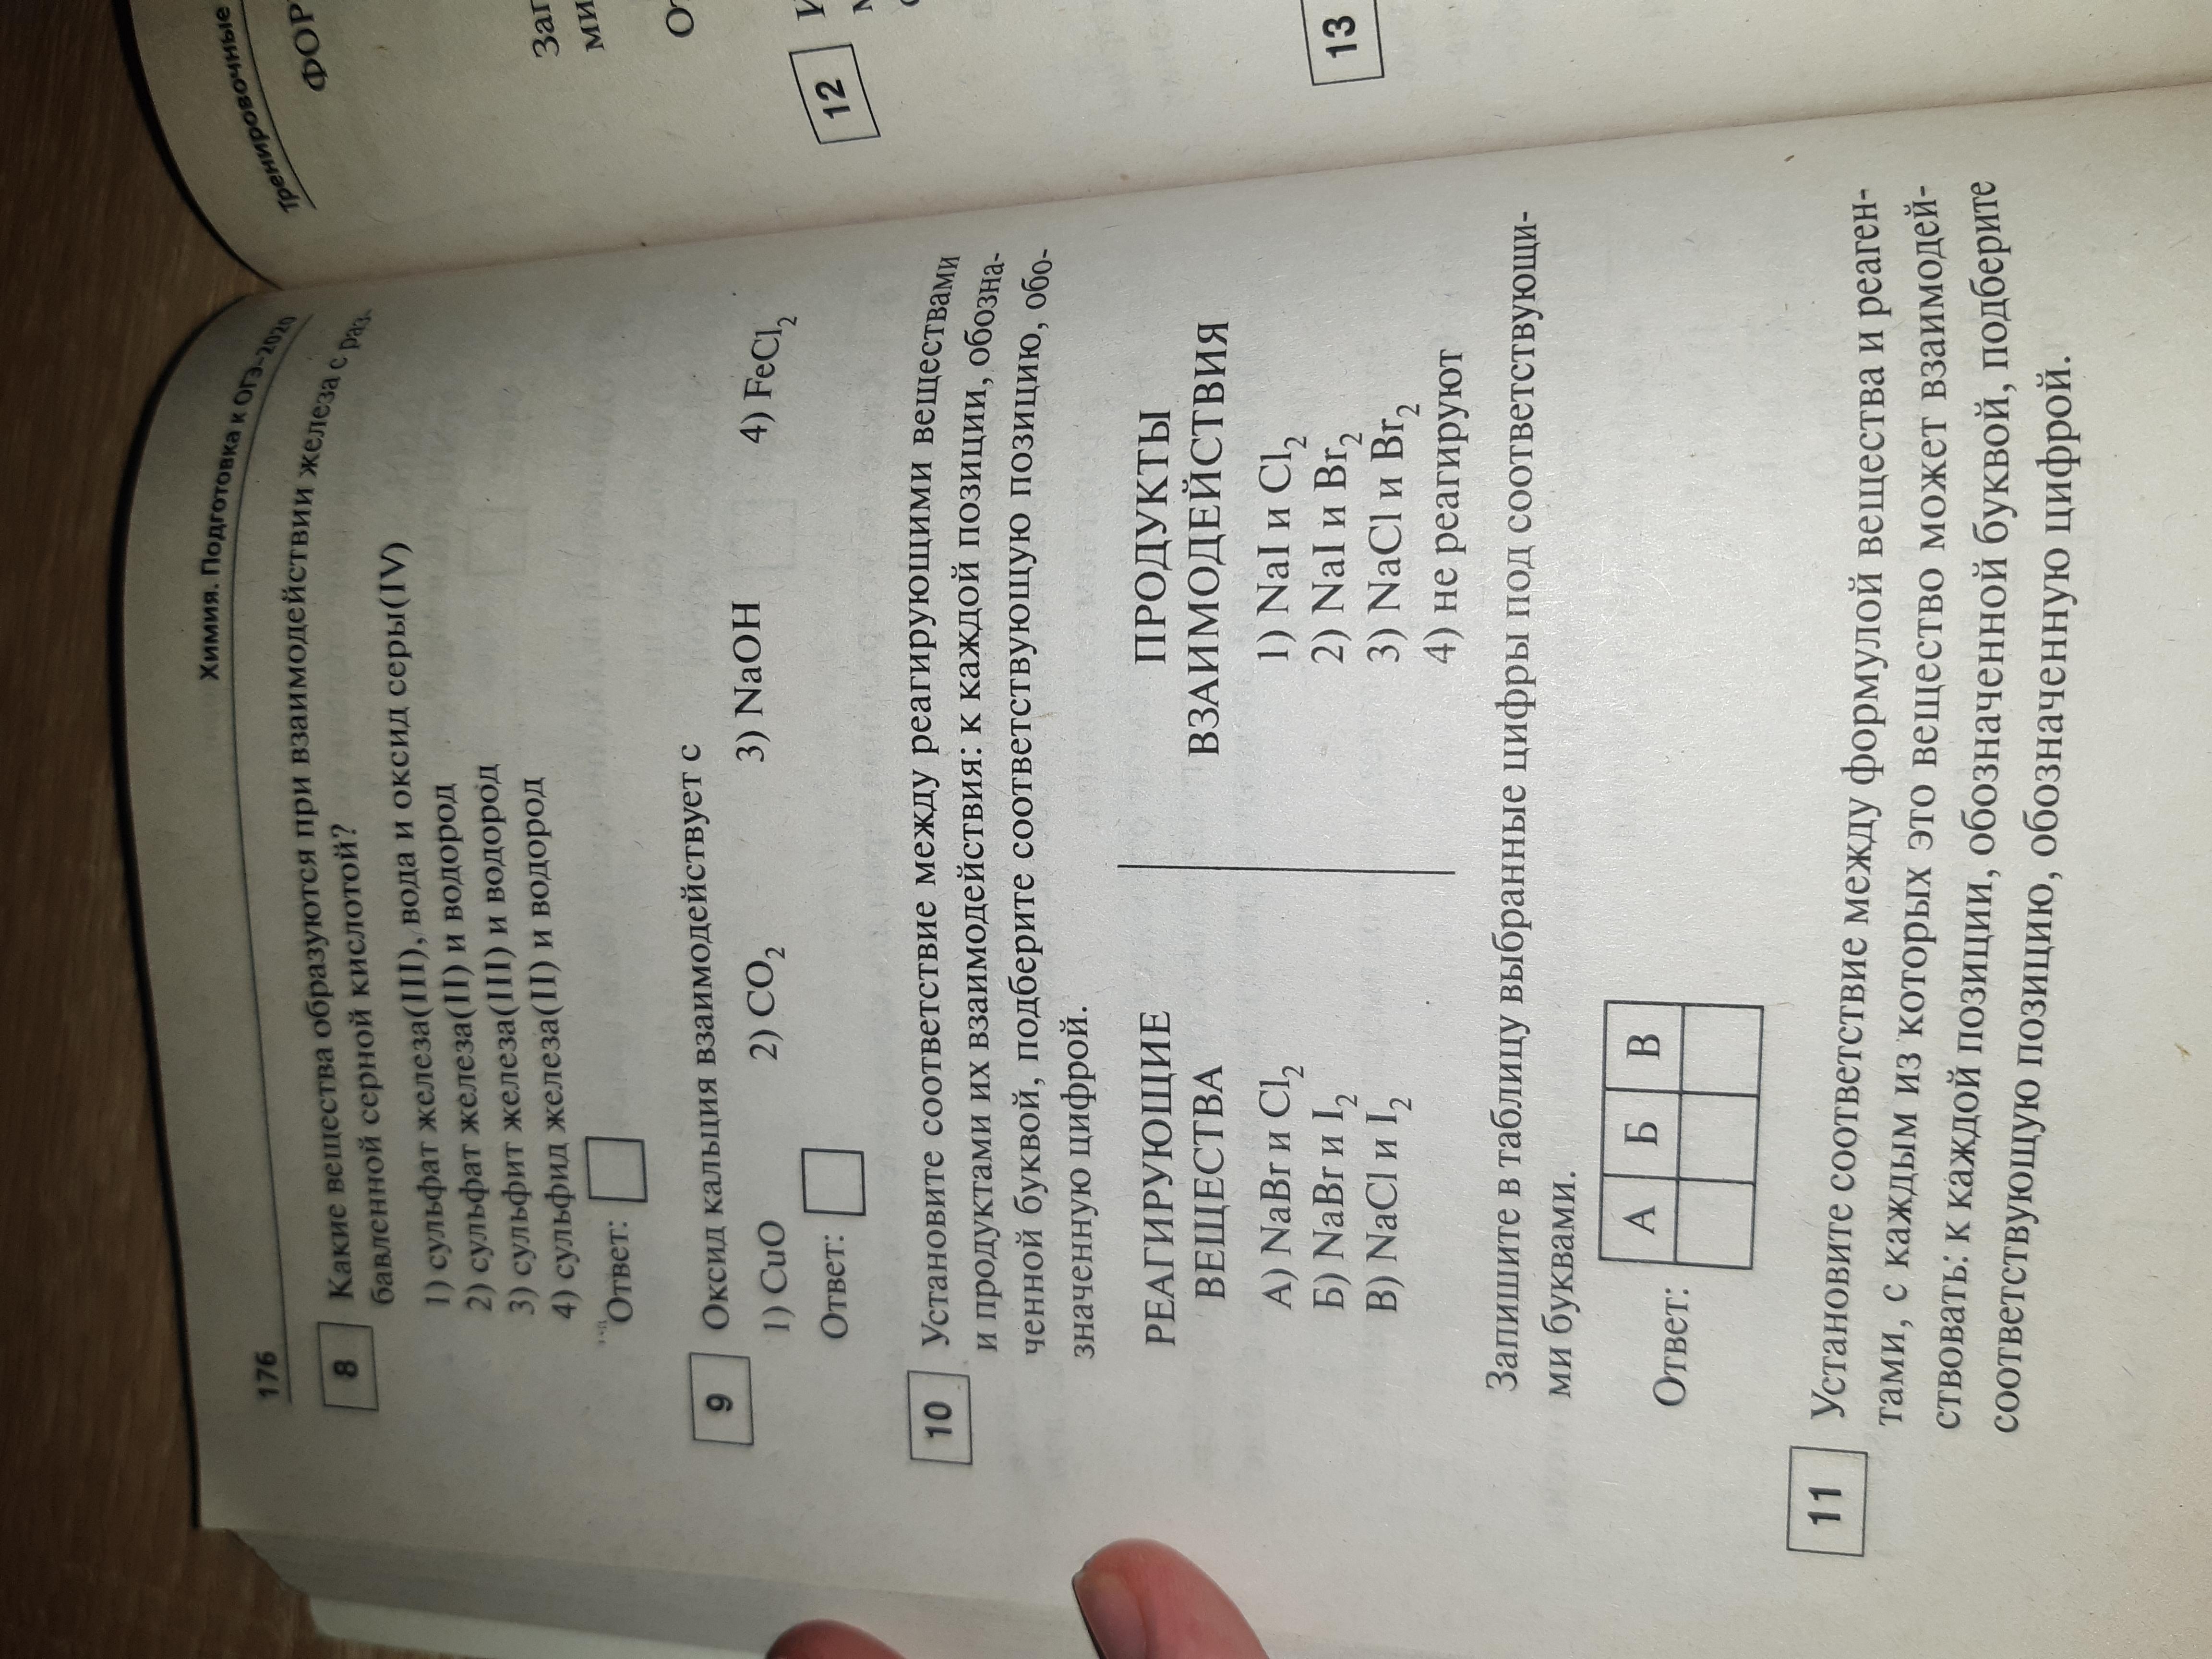 176
Химия. Подготовка к ОГЭ-2020
8 Какие вещества образуются при взаимодействии железа с раз-
бавленной серной кислотой?
1) сульфат железа(III), вода и оксид серы(IV)
2) сульфат железа(II) и водород
3) сульфит железа(III) и водород
4) сульфид железа(II) и водород
Ответ:
9 Оксид кальция взаимодействует с
1) CuO 2) CO2 3) NaOH 4) FeCl2
Ответ:
10 Установите соответствие между реагирующими веществами
и продуктами их взаимодействия: к каждой позиции, обозна-
ченной буквой, подберите соответствующую позицию, обо-
значенную цифрой.
РЕАГИРУЮЩИЕ
ВЕЩЕСТВА
А) NaBr и Cl2
Б) NaBr и I2
В) NaCl и I2
ПРОДУКТЫ
ВЗАИМОДЕЙСТВИЯ
1) NaI и Cl2
2) NaI и Br2
3) NaCl и Br2
4) не реагируют
Запишите в таблицу выбранные цифры под соответствующи-
ми буквами.
Ответ:
А Б В
11 Установите соответствие между формулой вещества и реаген-
тами, с каждым из которых это вещество может взаимодей-
ствовать: к каждой позиции, обозначенной буквой, подберите
соответствующую позицию, обозначенную цифрой.
Тренировочные
ФОР
Зап
ми
От
12
13